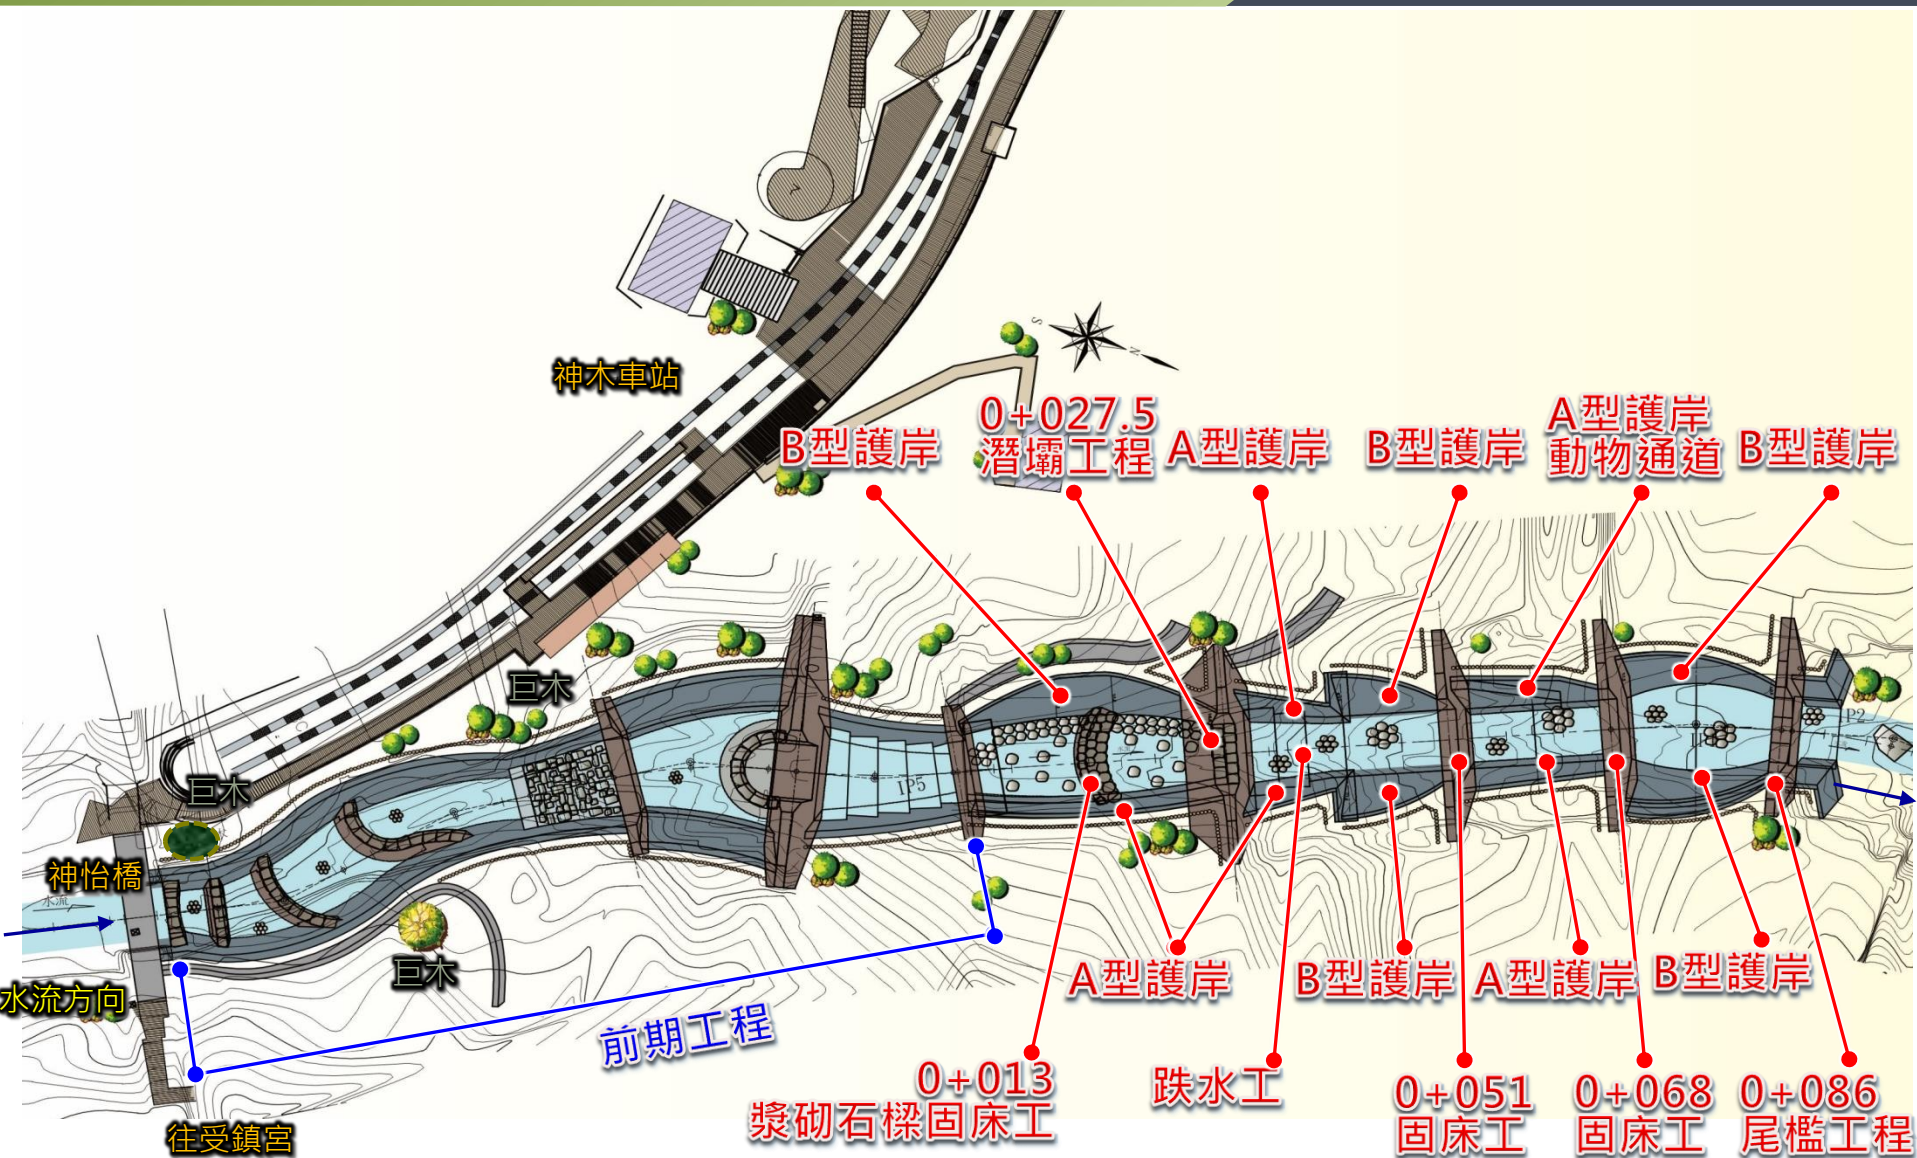 神木車站
S
N
B型護岸
0+027.5
潛壩工程
A型護岸
B型護岸
A型護岸
動物通道
B型護岸
巨木
巨木
神怡橋
水流
巨木
水流方向
IP5
IP2
前期工程
往受鎮宮
A型護岸
B型護岸
A型護岸
B型護岸
0+013
漿砌石樑固床工
跌水工
0+051
固床工
0+068
固床工
0+086
尾檻工程